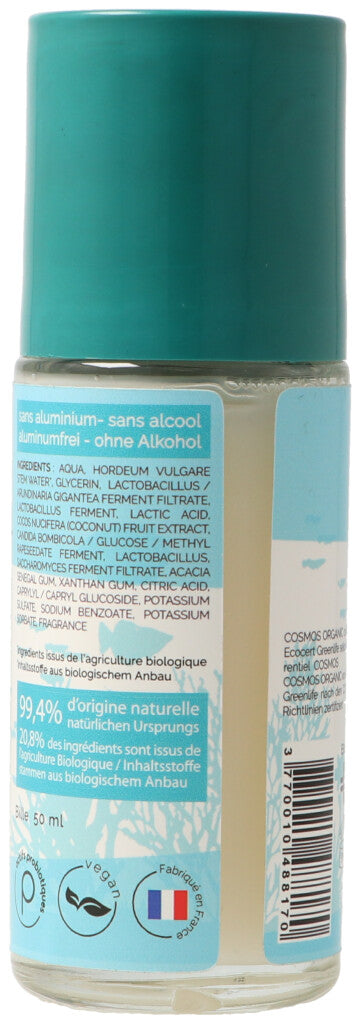 sans aluminium- sans alcool
aluminumfrei - ohne Alkohol
INGREDIENTS : AQUA, HORDEUM VULGARE
STEM WATER*, GLYCERIN, LACTOBACILLUS /
ARUNDINARIA GIGANTEA FERMENT FILTRATE,
LACTOBACILLUS FERMENT, LACTIC ACID,
COCOS NUCIFERA (COCONUT) FRUIT EXTRACT,
CANDIDA BOMBICOLA / GLUCOSE / METHYL
RAPESEEDATE FERMENT, LACTOBACILLUS,
SACCHAROMYCES FERMENT FILTRATE, ACACIA
SENEGAL GUM, XANTHAN GUM, CITRIC ACID,
CAPRYLYL / CAPRYL GLUCOSIDE, POTASSIUM
SULFATE, SODIUM BENZOATE, POTASSIUM
SORBATE, FRAGRANCE
Ingredients issus de l'agriculture biologique
Inhaltsstoffe aus biologischem Anbau
99,4% d'origine naturelle
natürlichen Ursprungs
20,8% des ingrédients sont issus de
l'agriculture Biologique / Inhaltsstoffe
stammen aus biologischem Anbau
Bille 50 ml
Vegan
Fabriqué en France
COSMOS ORGANIC
Ecocert Greenlife
rentiel COSMOS
COSMOS ORGANIC
Greenlife nach den
Richtlinien zertifiziert
3 770010 488170